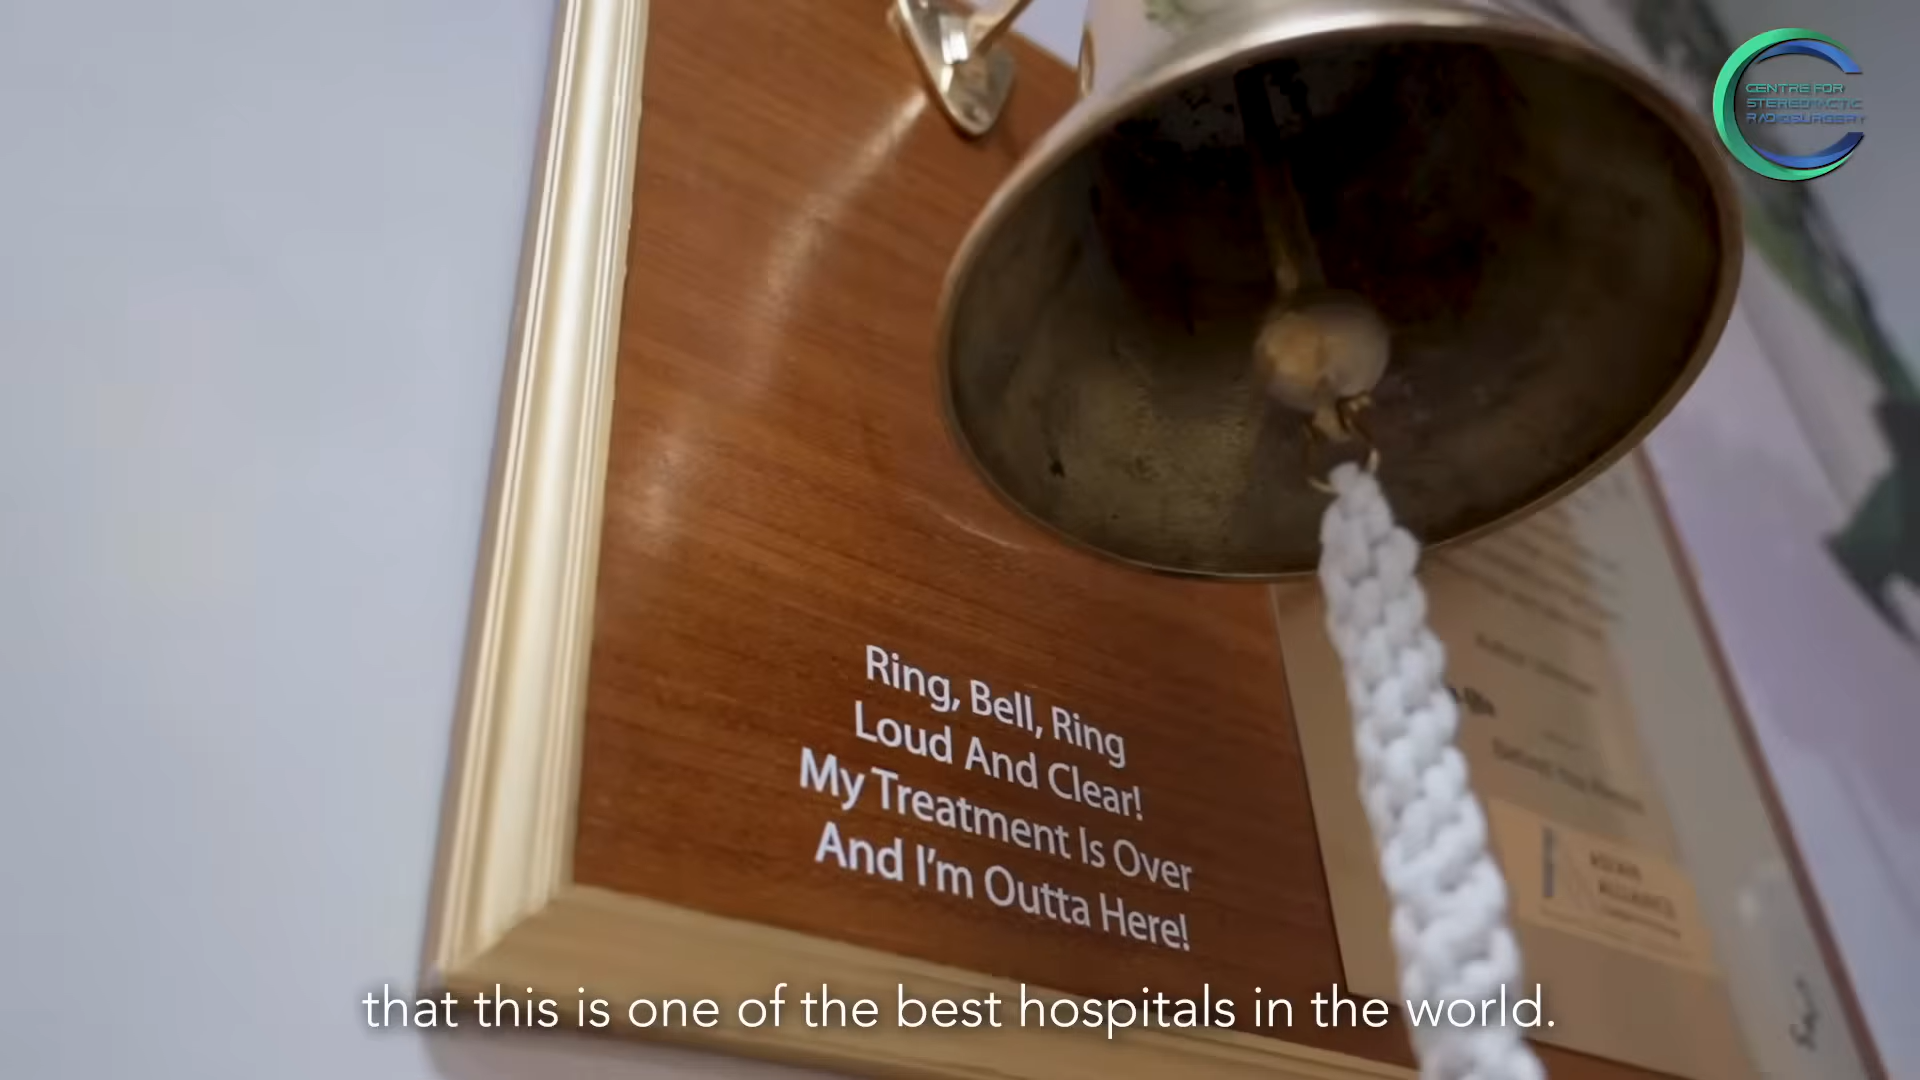 CENTRE FOR
STEREOTACTIC
RADIOSURGERY
Ring, Bell, Ring
Loud And Clear!
My Treatment Is Over
And I'm Outta Here!
that this is one of the best hospitals in the world.